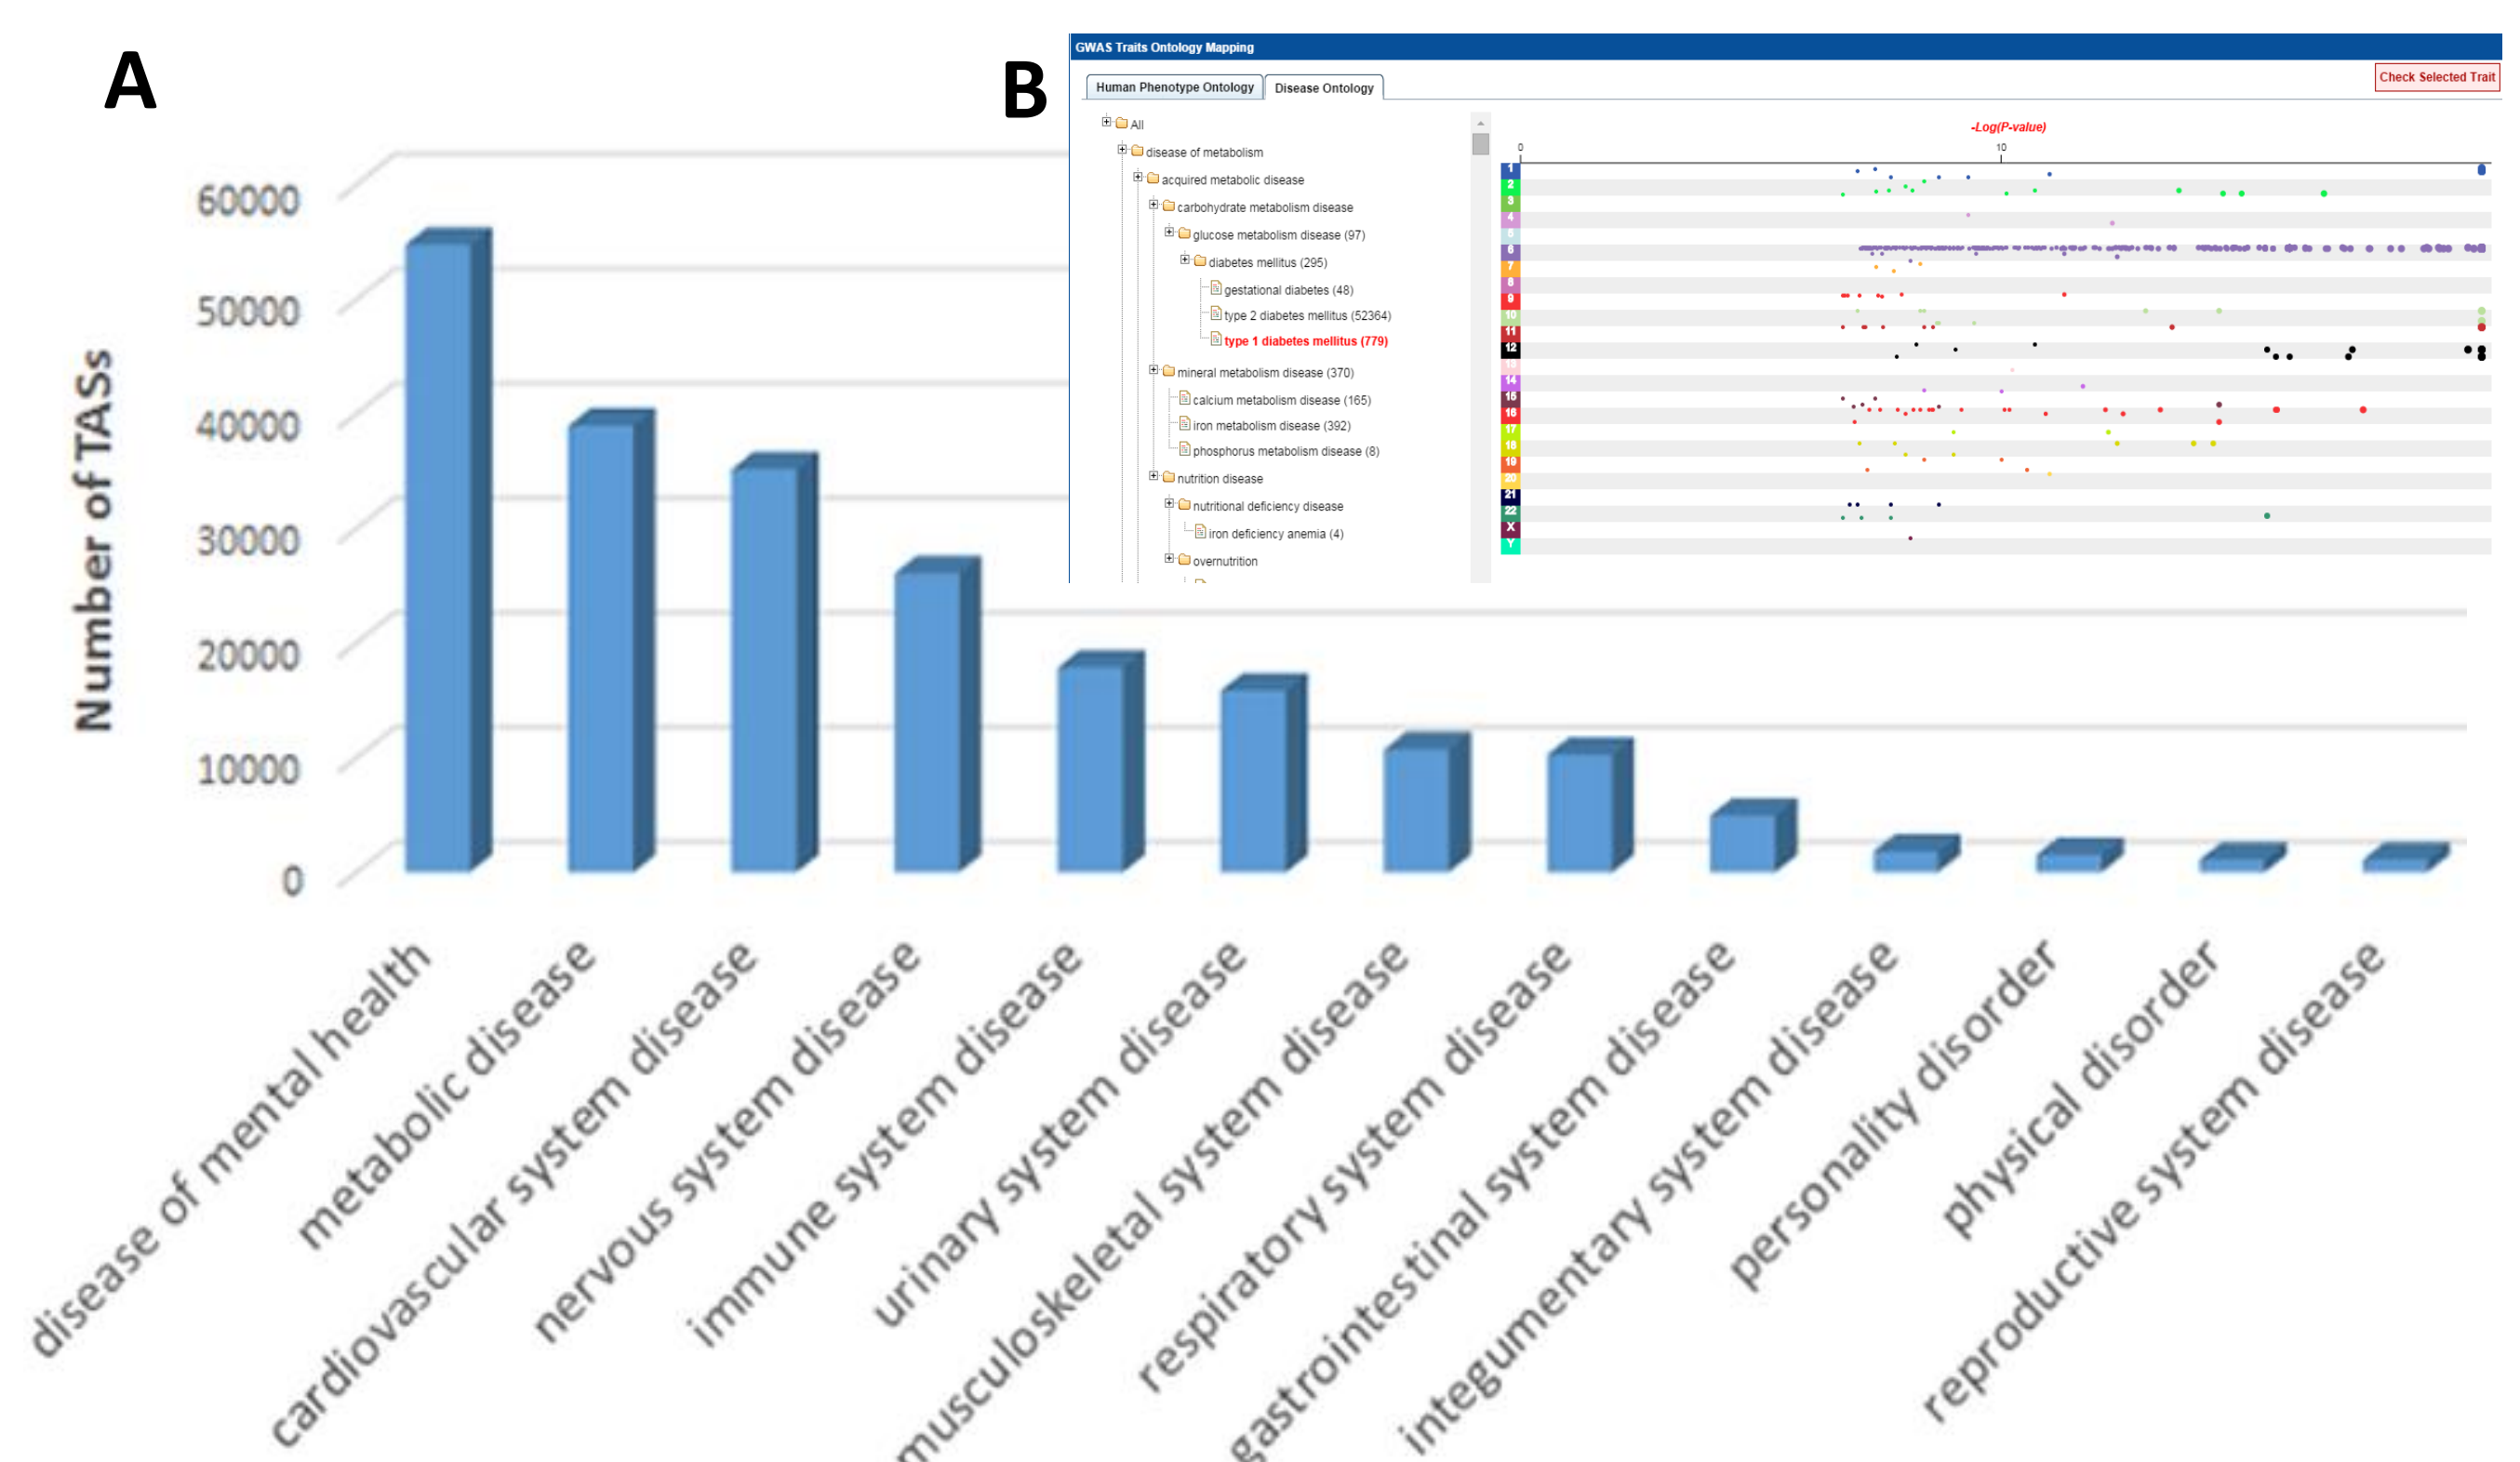 A
Number of TASs
60000
50000
40000
30000
20000
10000
0
disease of mental health
metabolic disease
cardiovascular system disease
nervous system disease
immune system disease
urinary system disease
musculoskeletal system disease
respiratory system disease
gastrointestinal system disease
integumentary system disease
personality disorder
physical disorder
reproductive system disease
B
GWAS Traits Ontology Mapping
Human Phenotype Ontology
Disease Ontology
Check Selected Trait
All
disease of metabolism
acquired metabolic disease
carbohydrate metabolism disease
glucose metabolism disease (97)
diabetes mellitus (295)
gestational diabetes (48)
type 2 diabetes mellitus (52364)
type 1 diabetes mellitus (779)
mineral metabolism disease (370)
calcium metabolism disease (165)
iron metabolism disease (392)
phosphorus metabolism disease (8)
nutrition disease
nutritional deficiency disease
iron deficiency anemia (4)
overnutrition
-Log(P-value)
0 10
1
2
3
4
5
6
7
8
9
10
11
12
13
14
15
16
17
18
19
20
21
22
X
Y